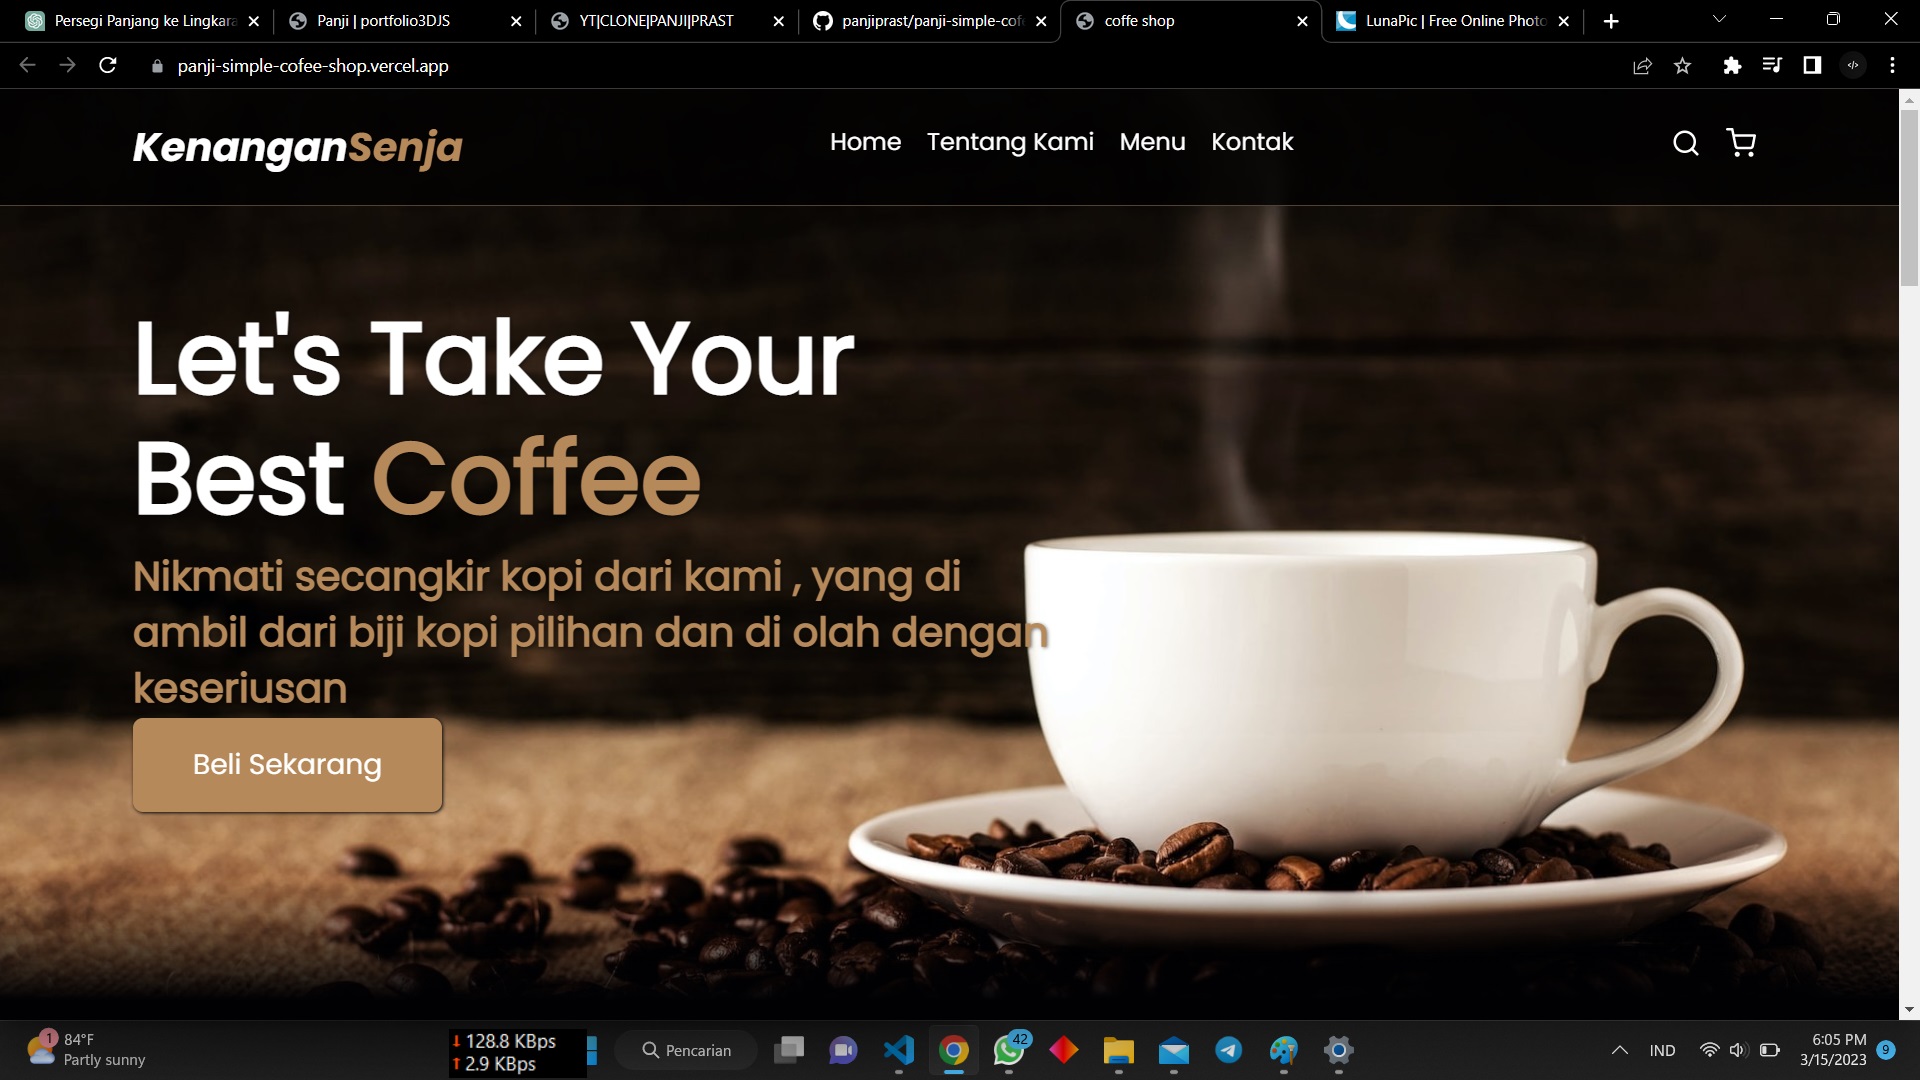 Persegi Panjang ke Lingkara
Panji | portfolio3DJS
YT|CLONE|PANJI|PRAST
panjiprast/panji-simple-cofe
coffe shop
LunaPic | Free Online Photo
panji-simple-cofee-shop.vercel.app
KenanganSenja
Home
Tentang Kami
Menu
Kontak
Let's Take Your
Best Coffee
Nikmati secangkir kopi dari kami , yang di
ambil dari biji kopi pilihan dan di olah dengan
keseriusan
Beli Sekarang
1
84°F
Partly sunny
↓ 128.8 KBps
↑ 2.9 KBps
Pencarian
42
IND
6:05 PM
3/15/2023
9